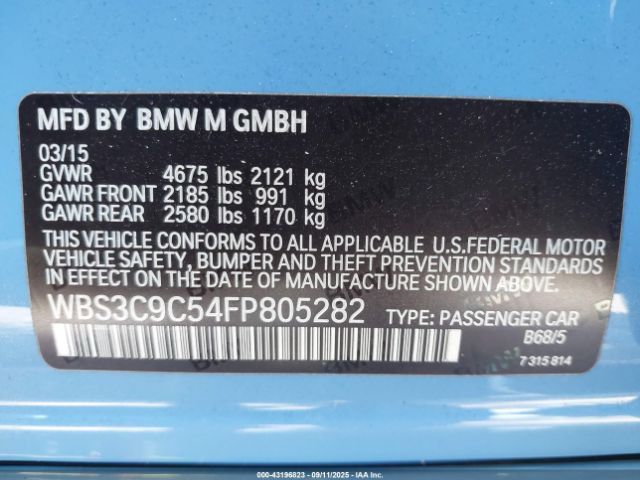 MFD BY BMW M GMBH
03/15
GVWR 4675 lbs 2121 kg
GAWR FRONT 2185 lbs 991 kg
GAWR REAR 2580 lbs 1170 kg
THIS VEHICLE CONFORMS TO ALL APPLICABLE U.S.FEDERAL MOTOR
VEHICLE SAFETY, BUMPER AND THEFT PREVENTION STANDARDS
IN EFFECT ON THE DATE OF MANUFACTURE SHOWN ABOVE.
WBS3C9C54FP805282 TYPE: PASSENGER CAR
B68/5
7 315 814
000-43196823 - 09/11/2025 - IAAI.COM